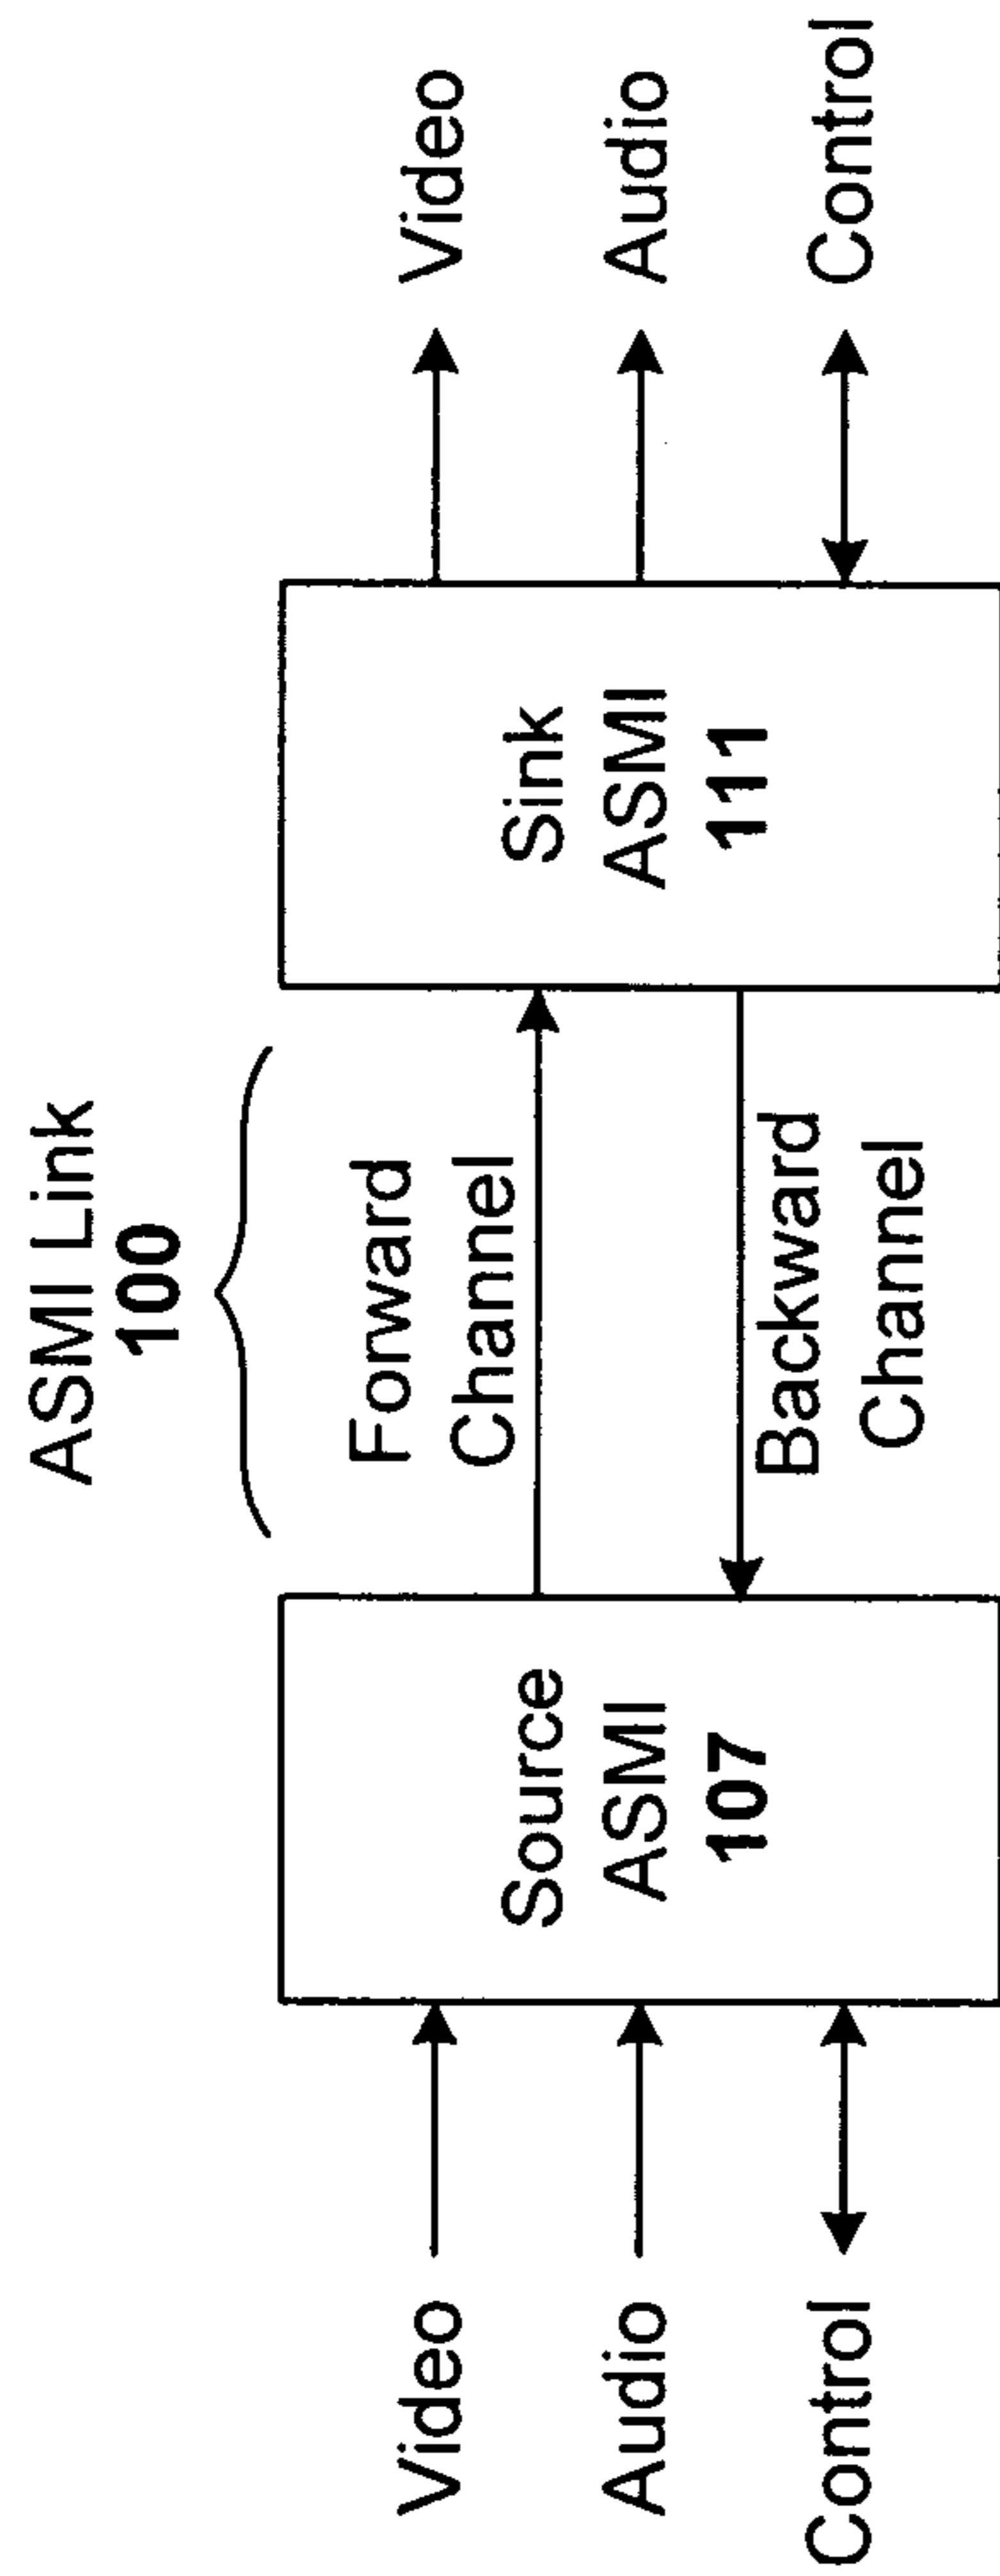 ASMI Link
100
Video
Audio
Control
Source
ASMI
107
Forward
Channel
Backward
Channel
Sink
ASMI
111
Video
Audio
Control